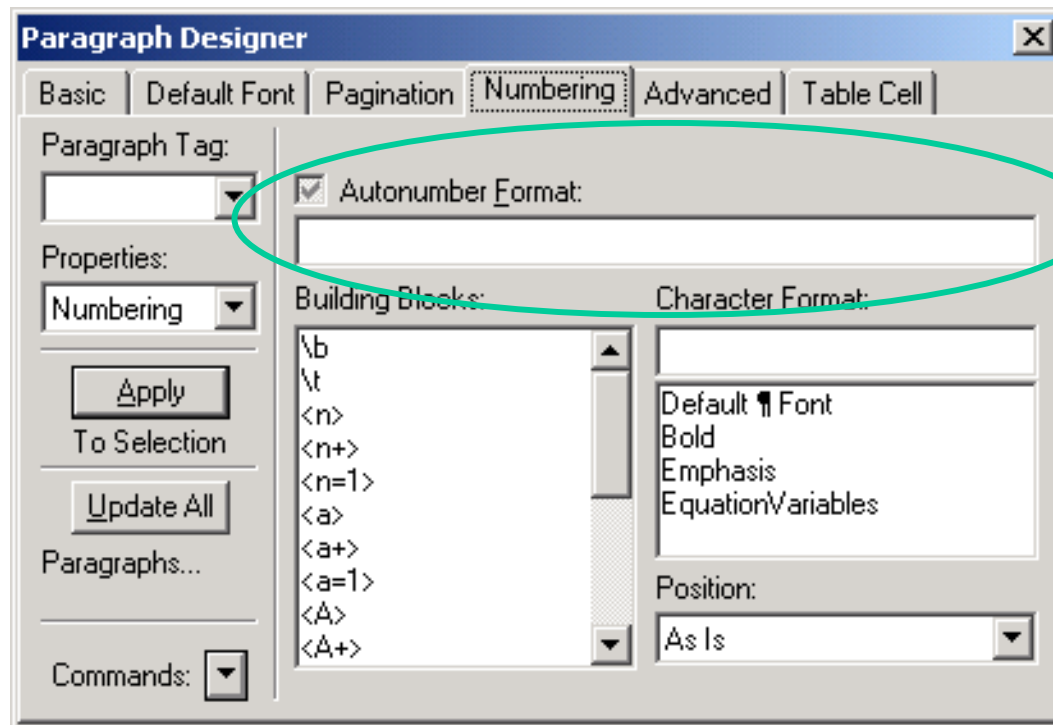 Paragraph Designer
Basic Default Font Pagination Numbering Advanced Table Cell
Paragraph Tag:
Properties:
Numbering
Apply
To Selection
Update All
Paragraphs...
Commands:
Autonumber Format:
Building Blocks:
\b
\t
<n>
<n+>
<n=1>
<a>
<a+>
<a=1>
<A>
<A+>
Character Format:
Default ¶ Font
Bold
Emphasis
EquationVariables
Position:
As Is